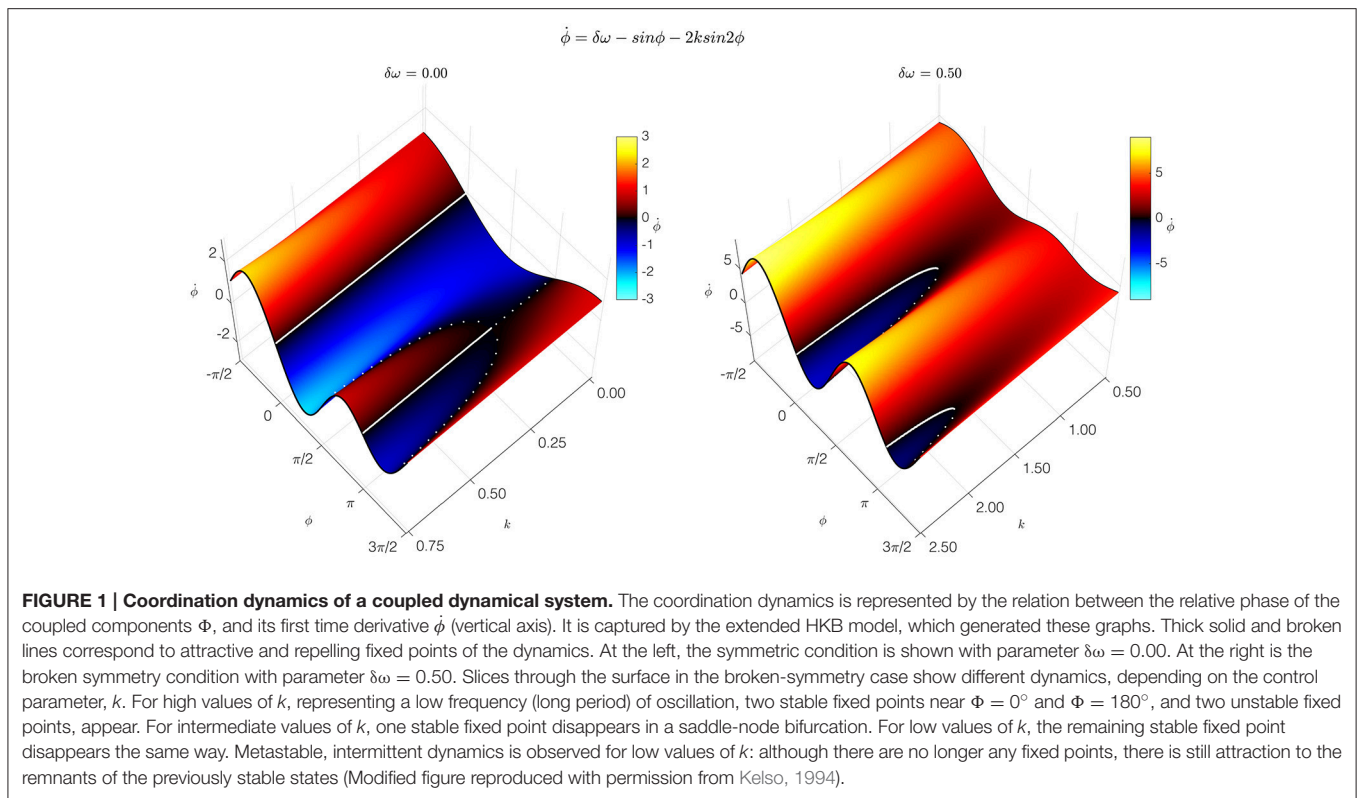 ϕ̇ = δω − sinϕ − 2ksin2ϕ
δω = 0.00
δω = 0.50
3
2
1
0
-1
-2
-3
ϕ̇
5
0
-5
ϕ̇
2
0
-2
ϕ̇
-π/2
0
π/2
π
3π/2
ϕ
0.00
0.25
0.50
0.75
k
5
0
-5
ϕ̇
-π/2
0
π/2
π
3π/2
ϕ
0.50
1.00
1.50
2.00
2.50
k
FIGURE 1 | Coordination dynamics of a coupled dynamical system. The coordination dynamics is represented by the relation between the relative phase of the
coupled components Φ, and its first time derivative ϕ̇ (vertical axis). It is captured by the extended HKB model, which generated these graphs. Thick solid and broken
lines correspond to attractive and repelling fixed points of the dynamics. At the left, the symmetric condition is shown with parameter δω = 0.00. At the right is the
broken symmetry condition with parameter δω = 0.50. Slices through the surface in the broken-symmetry case show different dynamics, depending on the control
parameter, k. For high values of k, representing a low frequency (long period) of oscillation, two stable fixed points near Φ = 0° and Φ = 180°, and two unstable fixed
points, appear. For intermediate values of k, one stable fixed point disappears in a saddle-node bifurcation. For low values of k, the remaining stable fixed point
disappears the same way. Metastable, intermittent dynamics is observed for low values of k: although there are no longer any fixed points, there is still attraction to the
remnants of the previously stable states (Modified figure reproduced with permission from Kelso, 1994).